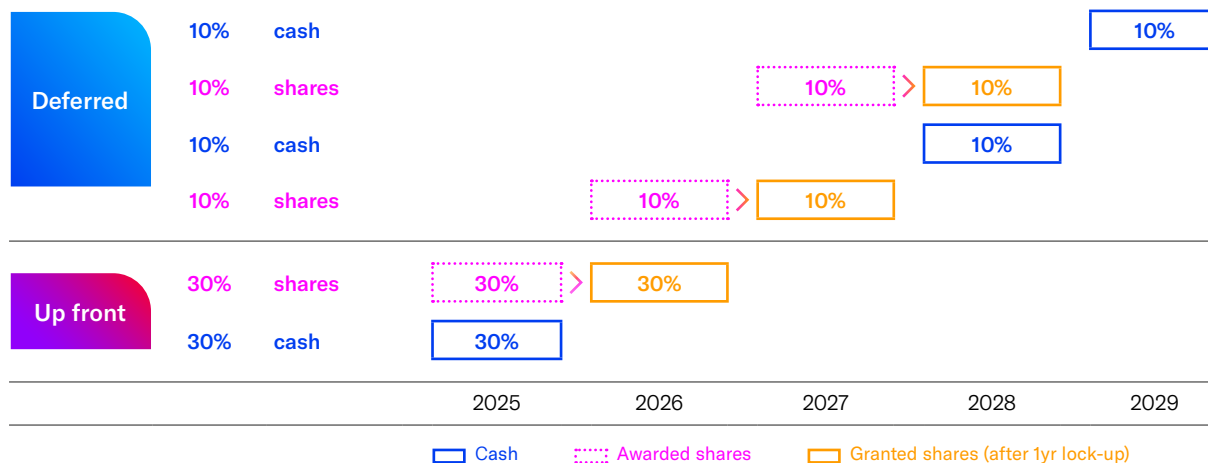 10% cash 10%
Deferred
10% shares 10% 10%
10% cash 10%
10% shares 10% 10%
Up front
30% shares 30% 30%
30% cash 30%
2025 2026 2027 2028 2029
Cash Awarded shares Granted shares (after 1yr lock-up)